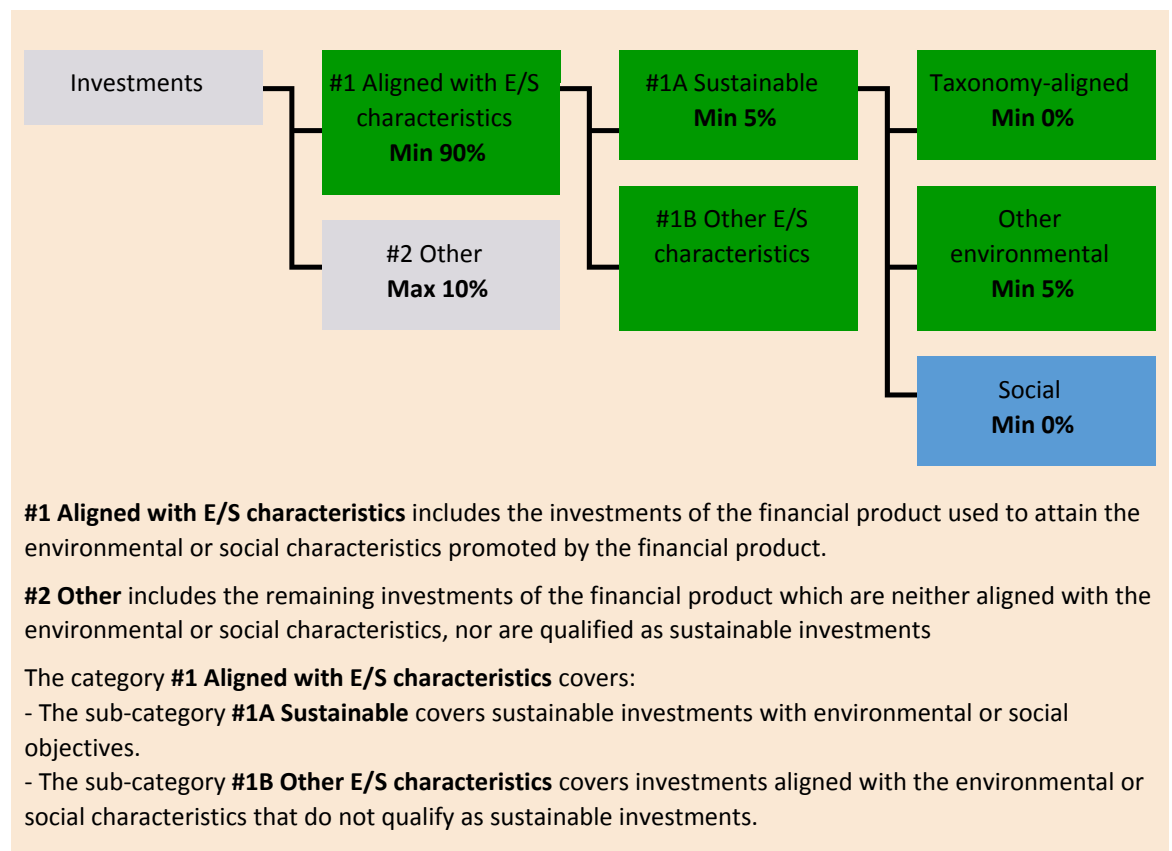 Investments
#1 Aligned with E/S
characteristics
Min 90%
#2 Other
Max 10%
#1A Sustainable
Min 5%
#1B Other E/S
characteristics
Taxonomy-aligned
Min 0%
Other
environmental
Min 5%
Social
Min 0%
#1 Aligned with E/S characteristics includes the investments of the financial product used to attain the
environmental or social characteristics promoted by the financial product.
#2 Other includes the remaining investments of the financial product which are neither aligned with the
environmental or social characteristics, nor are qualified as sustainable investments
The category #1 Aligned with E/S characteristics covers:
- The sub-category #1A Sustainable covers sustainable investments with environmental or social
objectives.
- The sub-category #1B Other E/S characteristics covers investments aligned with the environmental or
social characteristics that do not qualify as sustainable investments.